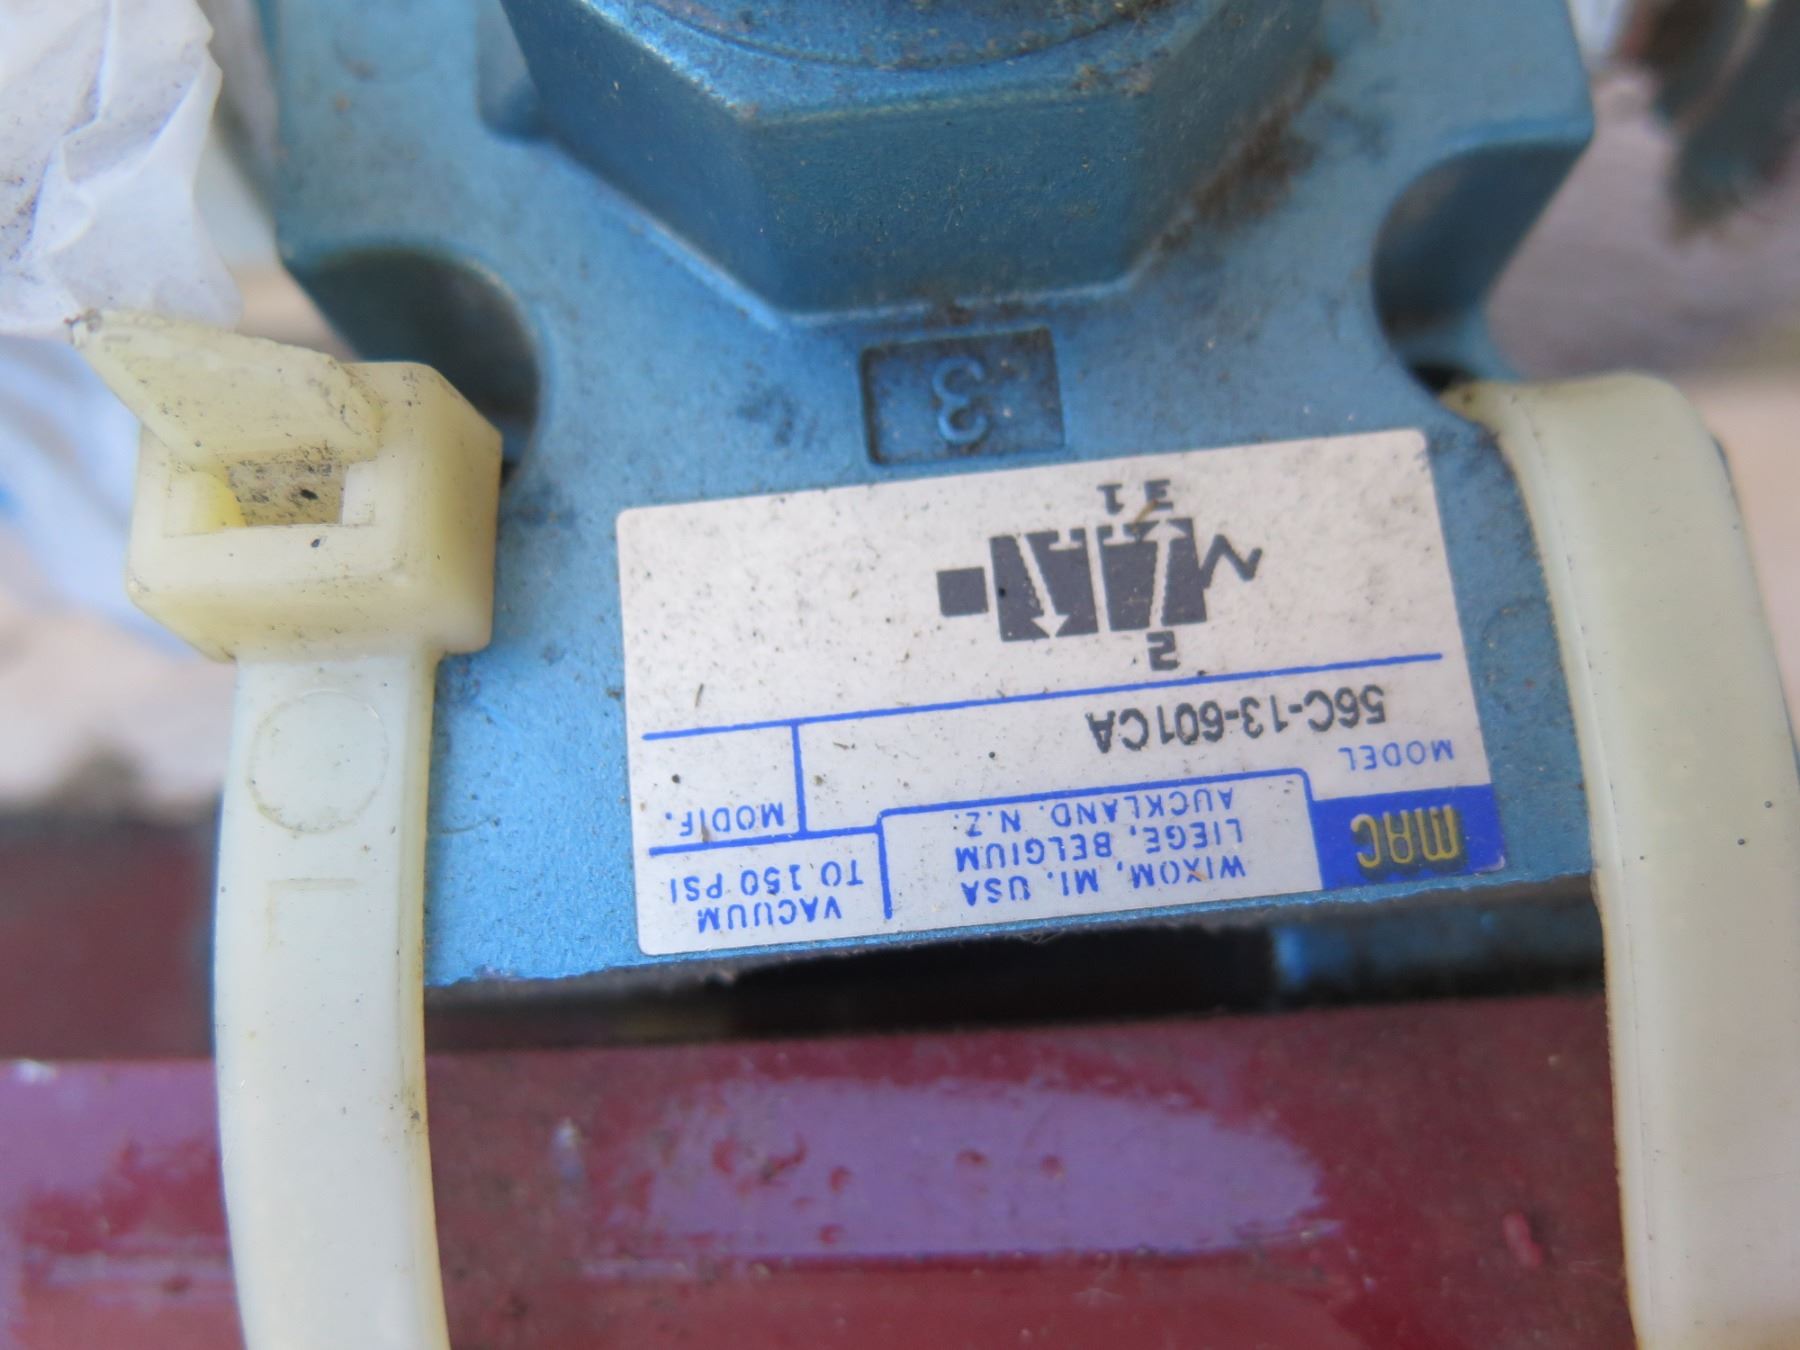 MAC
WIXOM, MI. USA
LIEGE, BELGIUM
AUCKLAND. N.Z.
VACUUM
TO 150 PSI
MODEL
56C-13-601CA
MODIF.
2
3 1
3